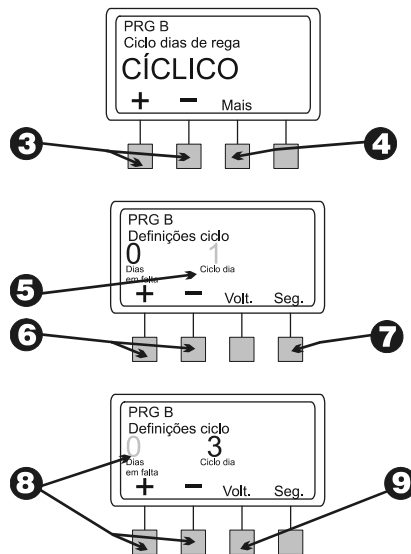 PRG B
Ciclo dias de rega
CÍCLICO
+ − Mais
3 4
PRG B
Definições ciclo
0 1
Dias em falta
Ciclo dia
5
+ − Volt. Seg.
6 7
PRG B
Definições ciclo
0 3
Dias em falta
Ciclo dia
+ − Volt. Seg.
8 9